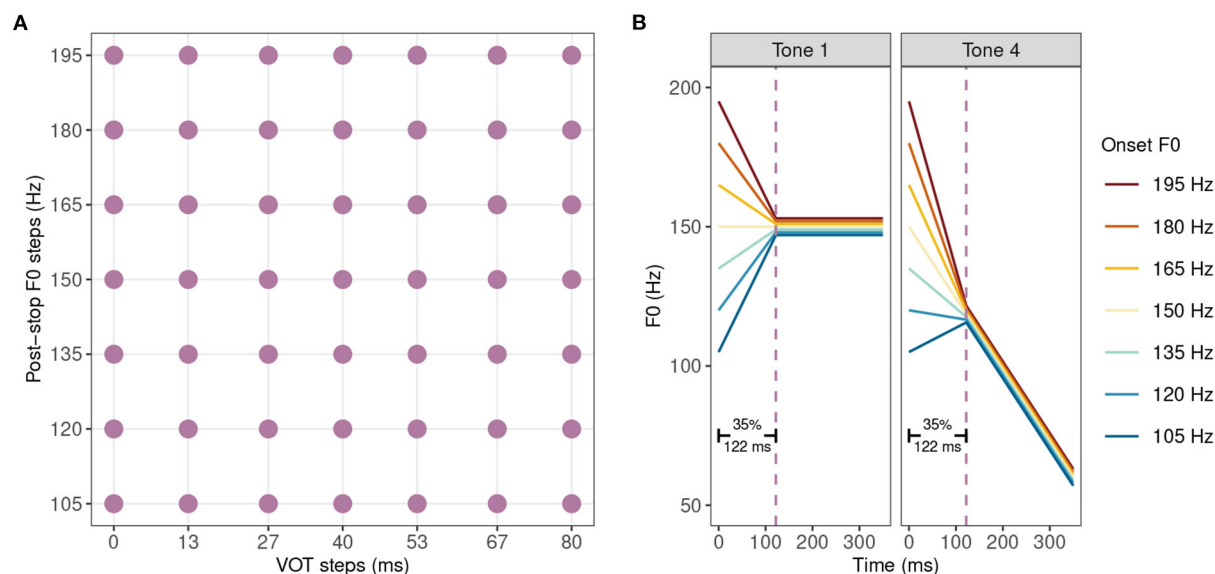 A
Post-stop F0 steps (Hz)
195
180
165
150
135
120
105
0 13 27 40 53 67 80
VOT steps (ms)
B
Tone 1 Tone 4
F0 (Hz)
200
150
100
50
35% 35%
122 ms 122 ms
0 100 200 300 0 100 200 300
Time (ms)
Onset F0
195 Hz
180 Hz
165 Hz
150 Hz
135 Hz
120 Hz
105 Hz